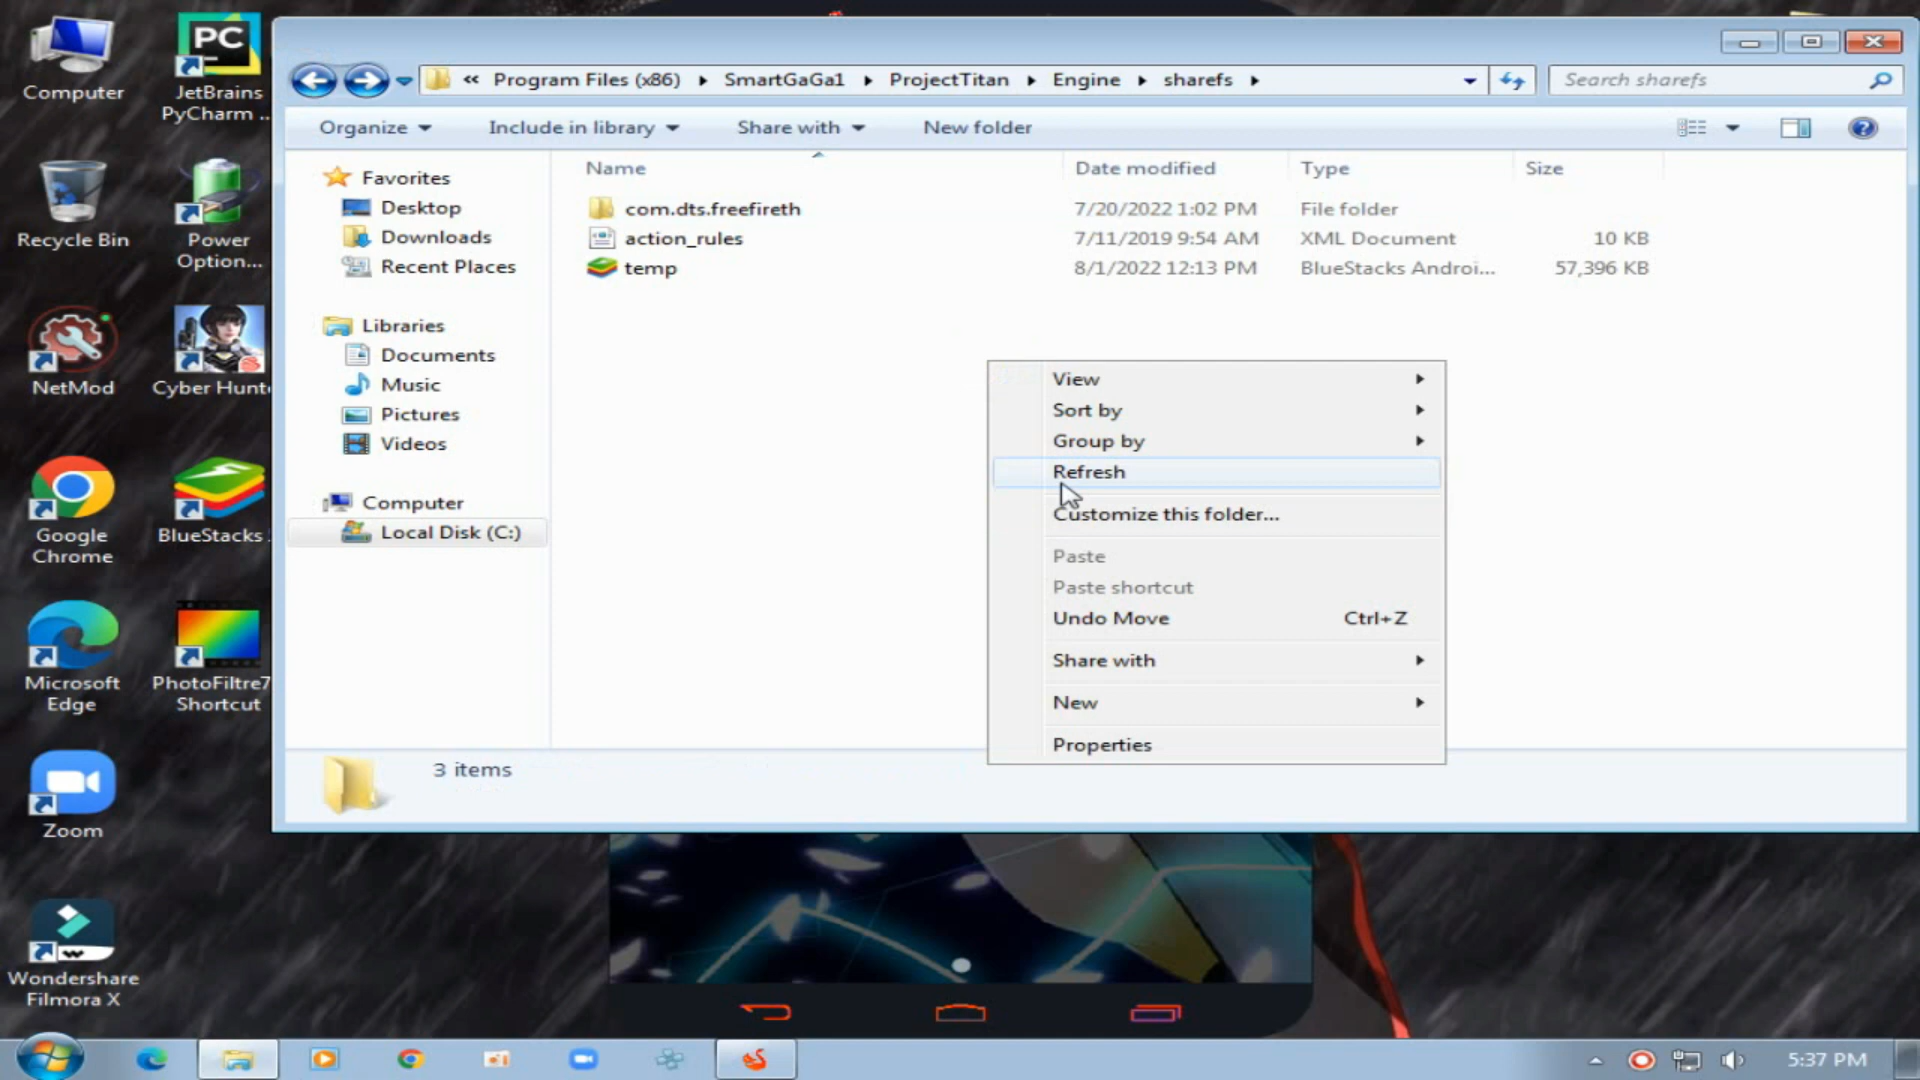 Computer
PC
JetBrains
PyCharm ...
Recycle Bin
Power
Option...
NetMod
Cyber Hunt
Google
Chrome
BlueStacks
Microsoft
Edge
PhotoFiltre7
Shortcut
Zoom
Wondershare
Filmora X
« Program Files (x86) SmartGaGa1 ProjectTitan Engine sharefs
Search sharefs
Organize Include in library Share with New folder
Favorites
Desktop
Downloads
Recent Places
Libraries
Documents
Music
Pictures
Videos
Computer
Local Disk (C:)
Name Date modified Type Size
com.dts.freefireth 7/20/2022 1:02 PM File folder
action_rules 7/11/2019 9:54 AM XML Document 10 KB
temp 8/1/2022 12:13 PM BlueStacks Androi... 57,396 KB
View
Sort by
Group by
Refresh
Customize this folder...
Paste
Paste shortcut
Undo Move Ctrl+Z
Share with
New
Properties
3 items
5:37 PM